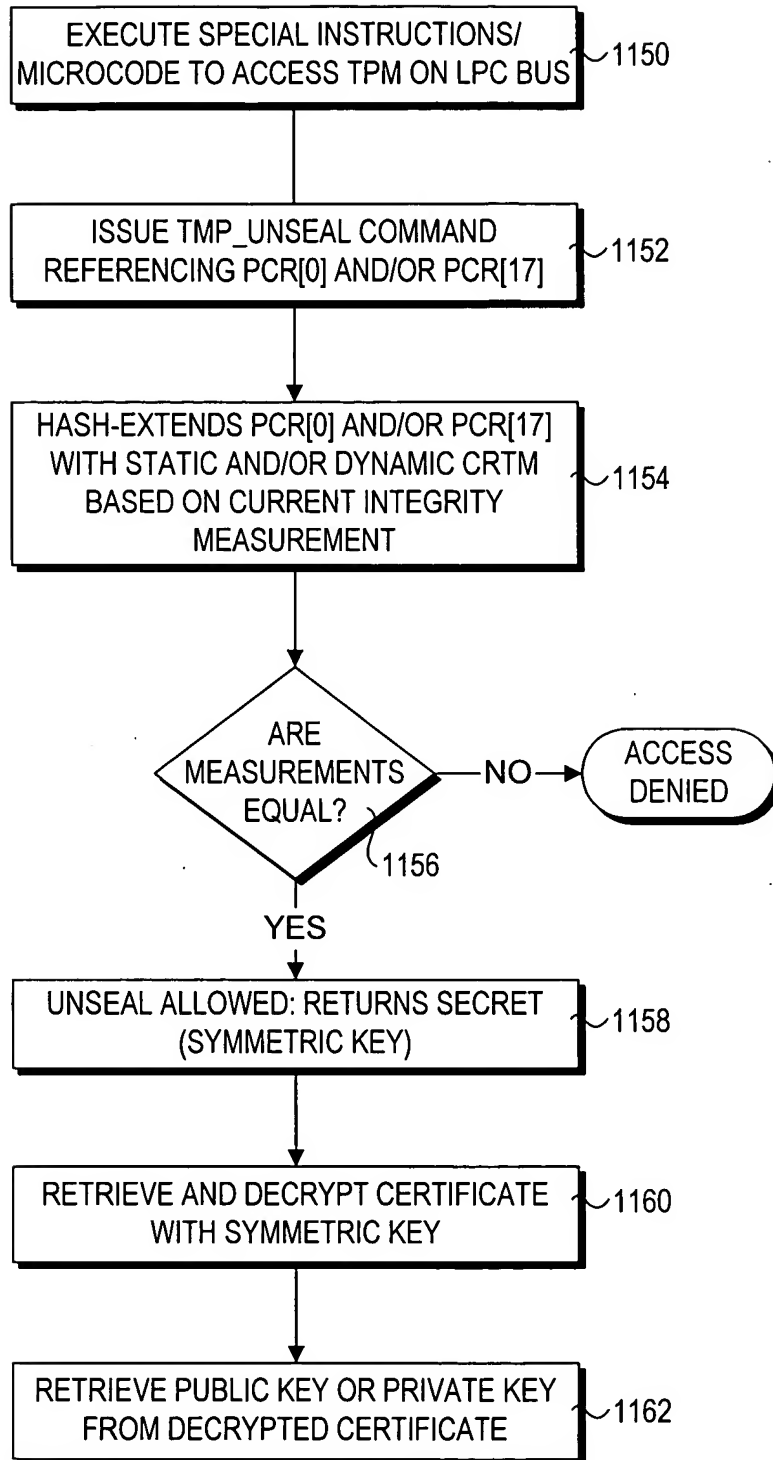 EXECUTE SPECIAL INSTRUCTIONS/
MICROCODE TO ACCESS TPM ON LPC BUS
1150
ISSUE TMP_UNSEAL COMMAND
REFERENCING PCR[0] AND/OR PCR[17]
1152
HASH-EXTENDS PCR[0] AND/OR PCR[17]
WITH STATIC AND/OR DYNAMIC CRTM
BASED ON CURRENT INTEGRITY
MEASUREMENT
1154
ARE
MEASUREMENTS
EQUAL?
1156
NO
ACCESS
DENIED
YES
UNSEAL ALLOWED: RETURNS SECRET
(SYMMETRIC KEY)
1158
RETRIEVE AND DECRYPT CERTIFICATE
WITH SYMMETRIC KEY
1160
RETRIEVE PUBLIC KEY OR PRIVATE KEY
FROM DECRYPTED CERTIFICATE
1162